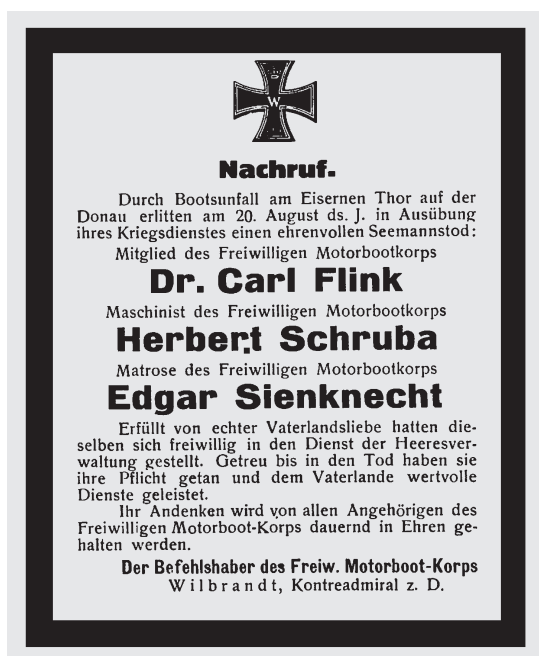 W
Nachruf.
Durch Bootsunfall am Eisernen Thor auf der
Donau erlitten am 20. August ds. J. in Ausübung
ihres Kriegsdienstes einen ehrenvollen Seemannstod:
Mitglied des Freiwilligen Motorbootkorps
Dr. Carl Flink
Maschinist des Freiwilligen Motorbootkorps
Herbert Schruba
Matrose des Freiwilligen Motorbootkorps
Edgar Sienknecht
Erfüllt von echter Vaterlandsliebe hatten die-
selben sich freiwillig in den Dienst der Heeresver-
waltung gestellt. Getreu bis in den Tod haben sie
ihre Pflicht getan und dem Vaterlande wertvolle
Dienste geleistet.
Ihr Andenken wird von allen Angehörigen des
Freiwilligen Motorboot-Korps dauernd in Ehren ge-
halten werden.
Der Befehlshaber des Freiw. Motorboot-Korps
Wilbrandt, Kontreadmiral z. D.